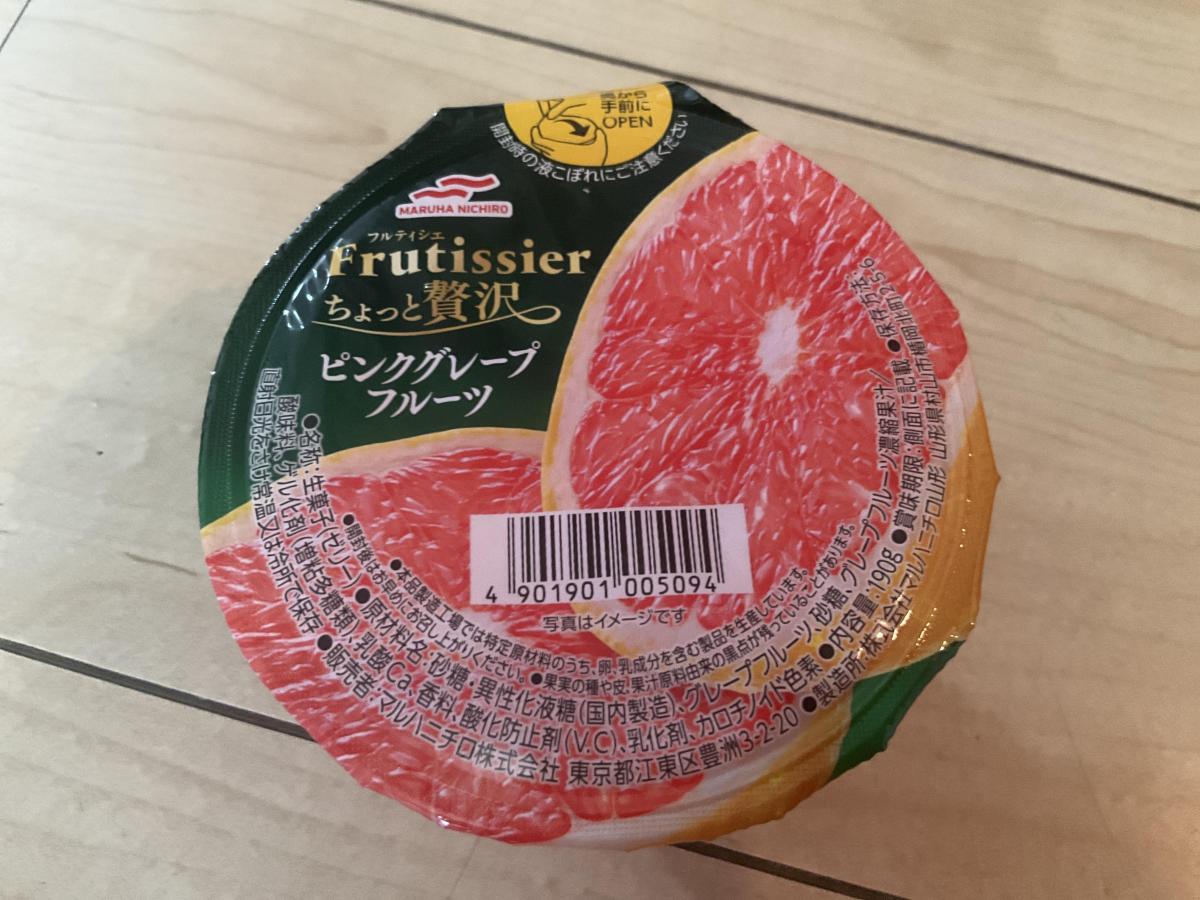 手前に
OPEN
開封時の液こぼれにご注意ください
MARUHA NICHIRO
フルティシエ
Frutissier
ちょっと贅沢
ピンクグレープ
フルーツ
4 901901 005094
写真はイメージです
●本品製造工場では特定原材料のうち、卵、乳成分を含む製品を生産しています。
●開封後はお早めにお召し上がりください。●果実の種や皮、果汁原料由来の黒点が残っていることがあります。
●名称:生菓子(ゼリー)●原材料名:砂糖・異性化液糖(国内製造)、グレープフルーツ、砂糖、グレープフルーツ濃縮果汁/
酸味料、ゲル化剤(増粘多糖類)、乳酸Ca、香料、酸化防止剤(V.C)、乳化剤、カロチノイド色素●内容量:190g●賞味期限:側面に記載●保存方法:
直射日光をさけ常温又は冷所で保存●販売者:マルハニチロ株式会社 東京都江東区豊洲3-2-20●製造所:株式会社マルハニチロ山形 山形県村山市楯岡北町1-25-6